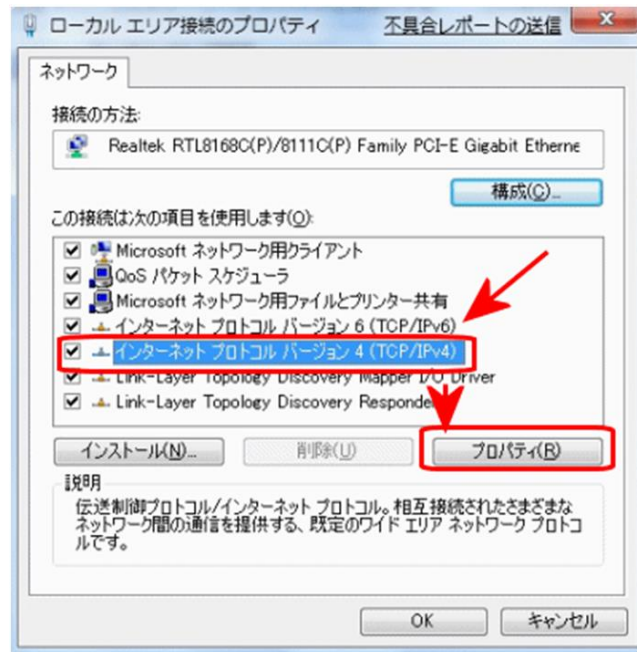 ローカル エリア接続のプロパティ 不具合レポートの送信
ネットワーク
接続の方法:
Realtek RTL8168C(P)/8111C(P) Family PCI-E Gigabit Etherne
構成(C)...
この接続は次の項目を使用します(O):
Microsoft ネットワーク用クライアント
QoS パケット スケジューラ
Microsoft ネットワーク用ファイルとプリンター共有
インターネット プロトコル バージョン 6 (TCP/IPv6)
インターネット プロトコル バージョン 4 (TCP/IPv4)
Link-Layer Topology Discovery Mapper I/O Driver
Link-Layer Topology Discovery Responde
インストール(N)... 削除(U) プロパティ(R)
説明
伝送制御プロトコル/インターネット プロトコル。相互接続されたさまざまな
ネットワーク間の通信を提供する、既定のワイド エリア ネットワーク プロトコ
ルです。
OK キャンセル